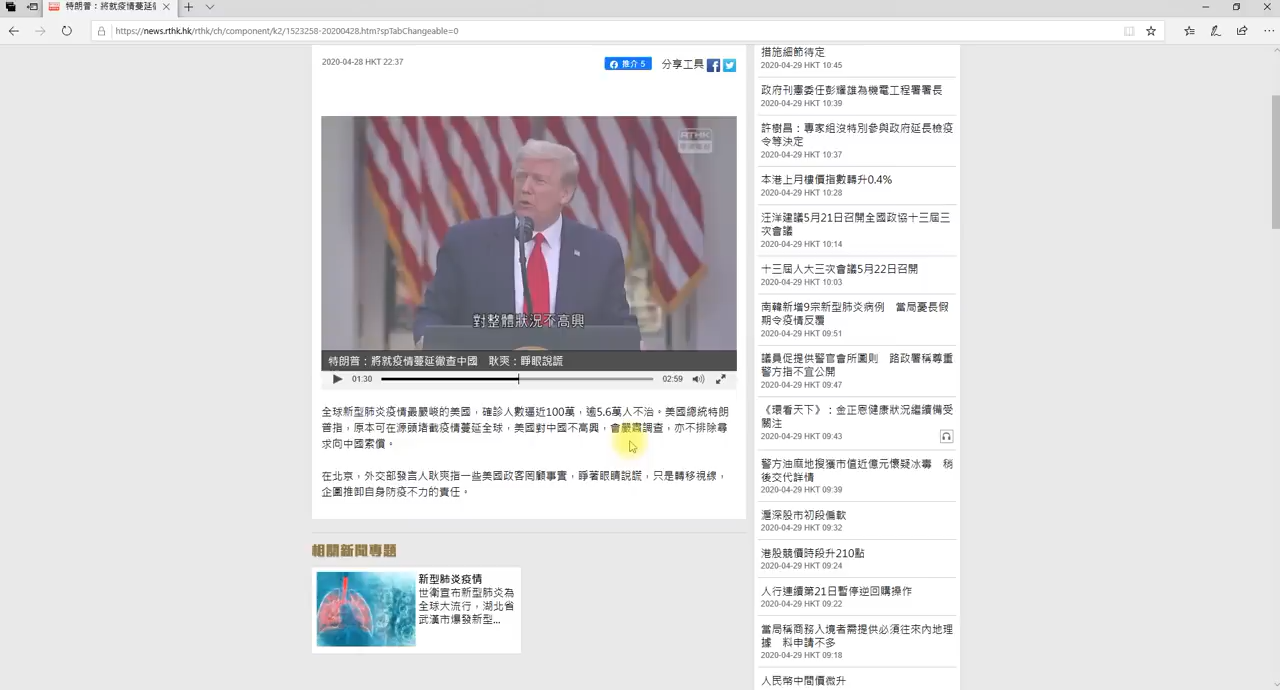 特朗普：將就疫情蔓延徹
https://news.rthk.hk/rthk/ch/component/k2/1523258-20200428.htm?spTabChangeable=0
2020-04-28 HKT 22:37
推介 5
分享工具
RTHK
香港電台
對整體狀況不高興
特朗普：將就疫情蔓延徹查中國　耿爽：睜眼說謊
01:30
02:59
全球新型肺炎疫情最嚴峻的美國，確診人數逼近100萬，逾5.6萬人不治。美國總統特朗
普指，原本可在源頭堵截疫情蔓延全球，美國對中國不高興，會嚴肅調查，亦不排除尋
求向中國索償。
在北京，外交部發言人耿爽指一些美國政客罔顧事實，睜著眼睛說謊，只是轉移視線，
企圖推卸自身防疫不力的責任。
相關新聞專題
新型肺炎疫情
世衛宣布新型肺炎為
全球大流行，湖北省
武漢市爆發新型...
措施細節待定
2020-04-29 HKT 10:45
政府刊憲委任彭耀雄為機電工程署署長
2020-04-29 HKT 10:39
許樹昌：專家組沒特別參與政府延長檢疫
令等決定
2020-04-29 HKT 10:37
本港上月樓價指數轉升0.4%
2020-04-29 HKT 10:28
汪洋建議5月21日召開全國政協十三屆三
次會議
2020-04-29 HKT 10:14
十三屆人大三次會議5月22日召開
2020-04-29 HKT 10:03
南韓新增9宗新型肺炎病例　當局憂長假
期令疫情反覆
2020-04-29 HKT 09:51
議員促提供警官會所圖則　路政署稱尊重
警方指不宜公開
2020-04-29 HKT 09:47
《環看天下》：金正恩健康狀況繼續備受
關注
2020-04-29 HKT 09:43
警方油麻地搜獲市值近億元懷疑冰毒　稍
後交代詳情
2020-04-29 HKT 09:39
滬深股市初段偏軟
2020-04-29 HKT 09:32
港股競價時段升210點
2020-04-29 HKT 09:24
人行連續第21日暫停逆回購操作
2020-04-29 HKT 09:22
當局稱商務入境者需提供必須往來內地理
據　料申請不多
2020-04-29 HKT 09:18
人民幣中間價微升